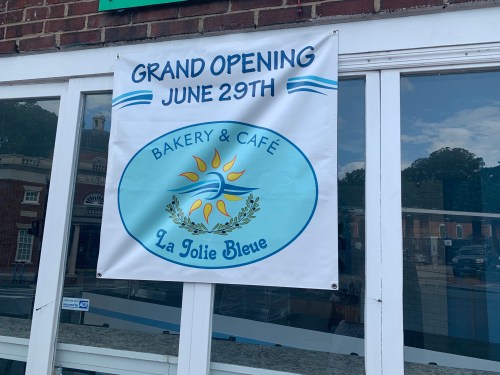 GRAND OPENING
JUNE 29TH
BAKERY & CAFÉ
La Jolie Bleue